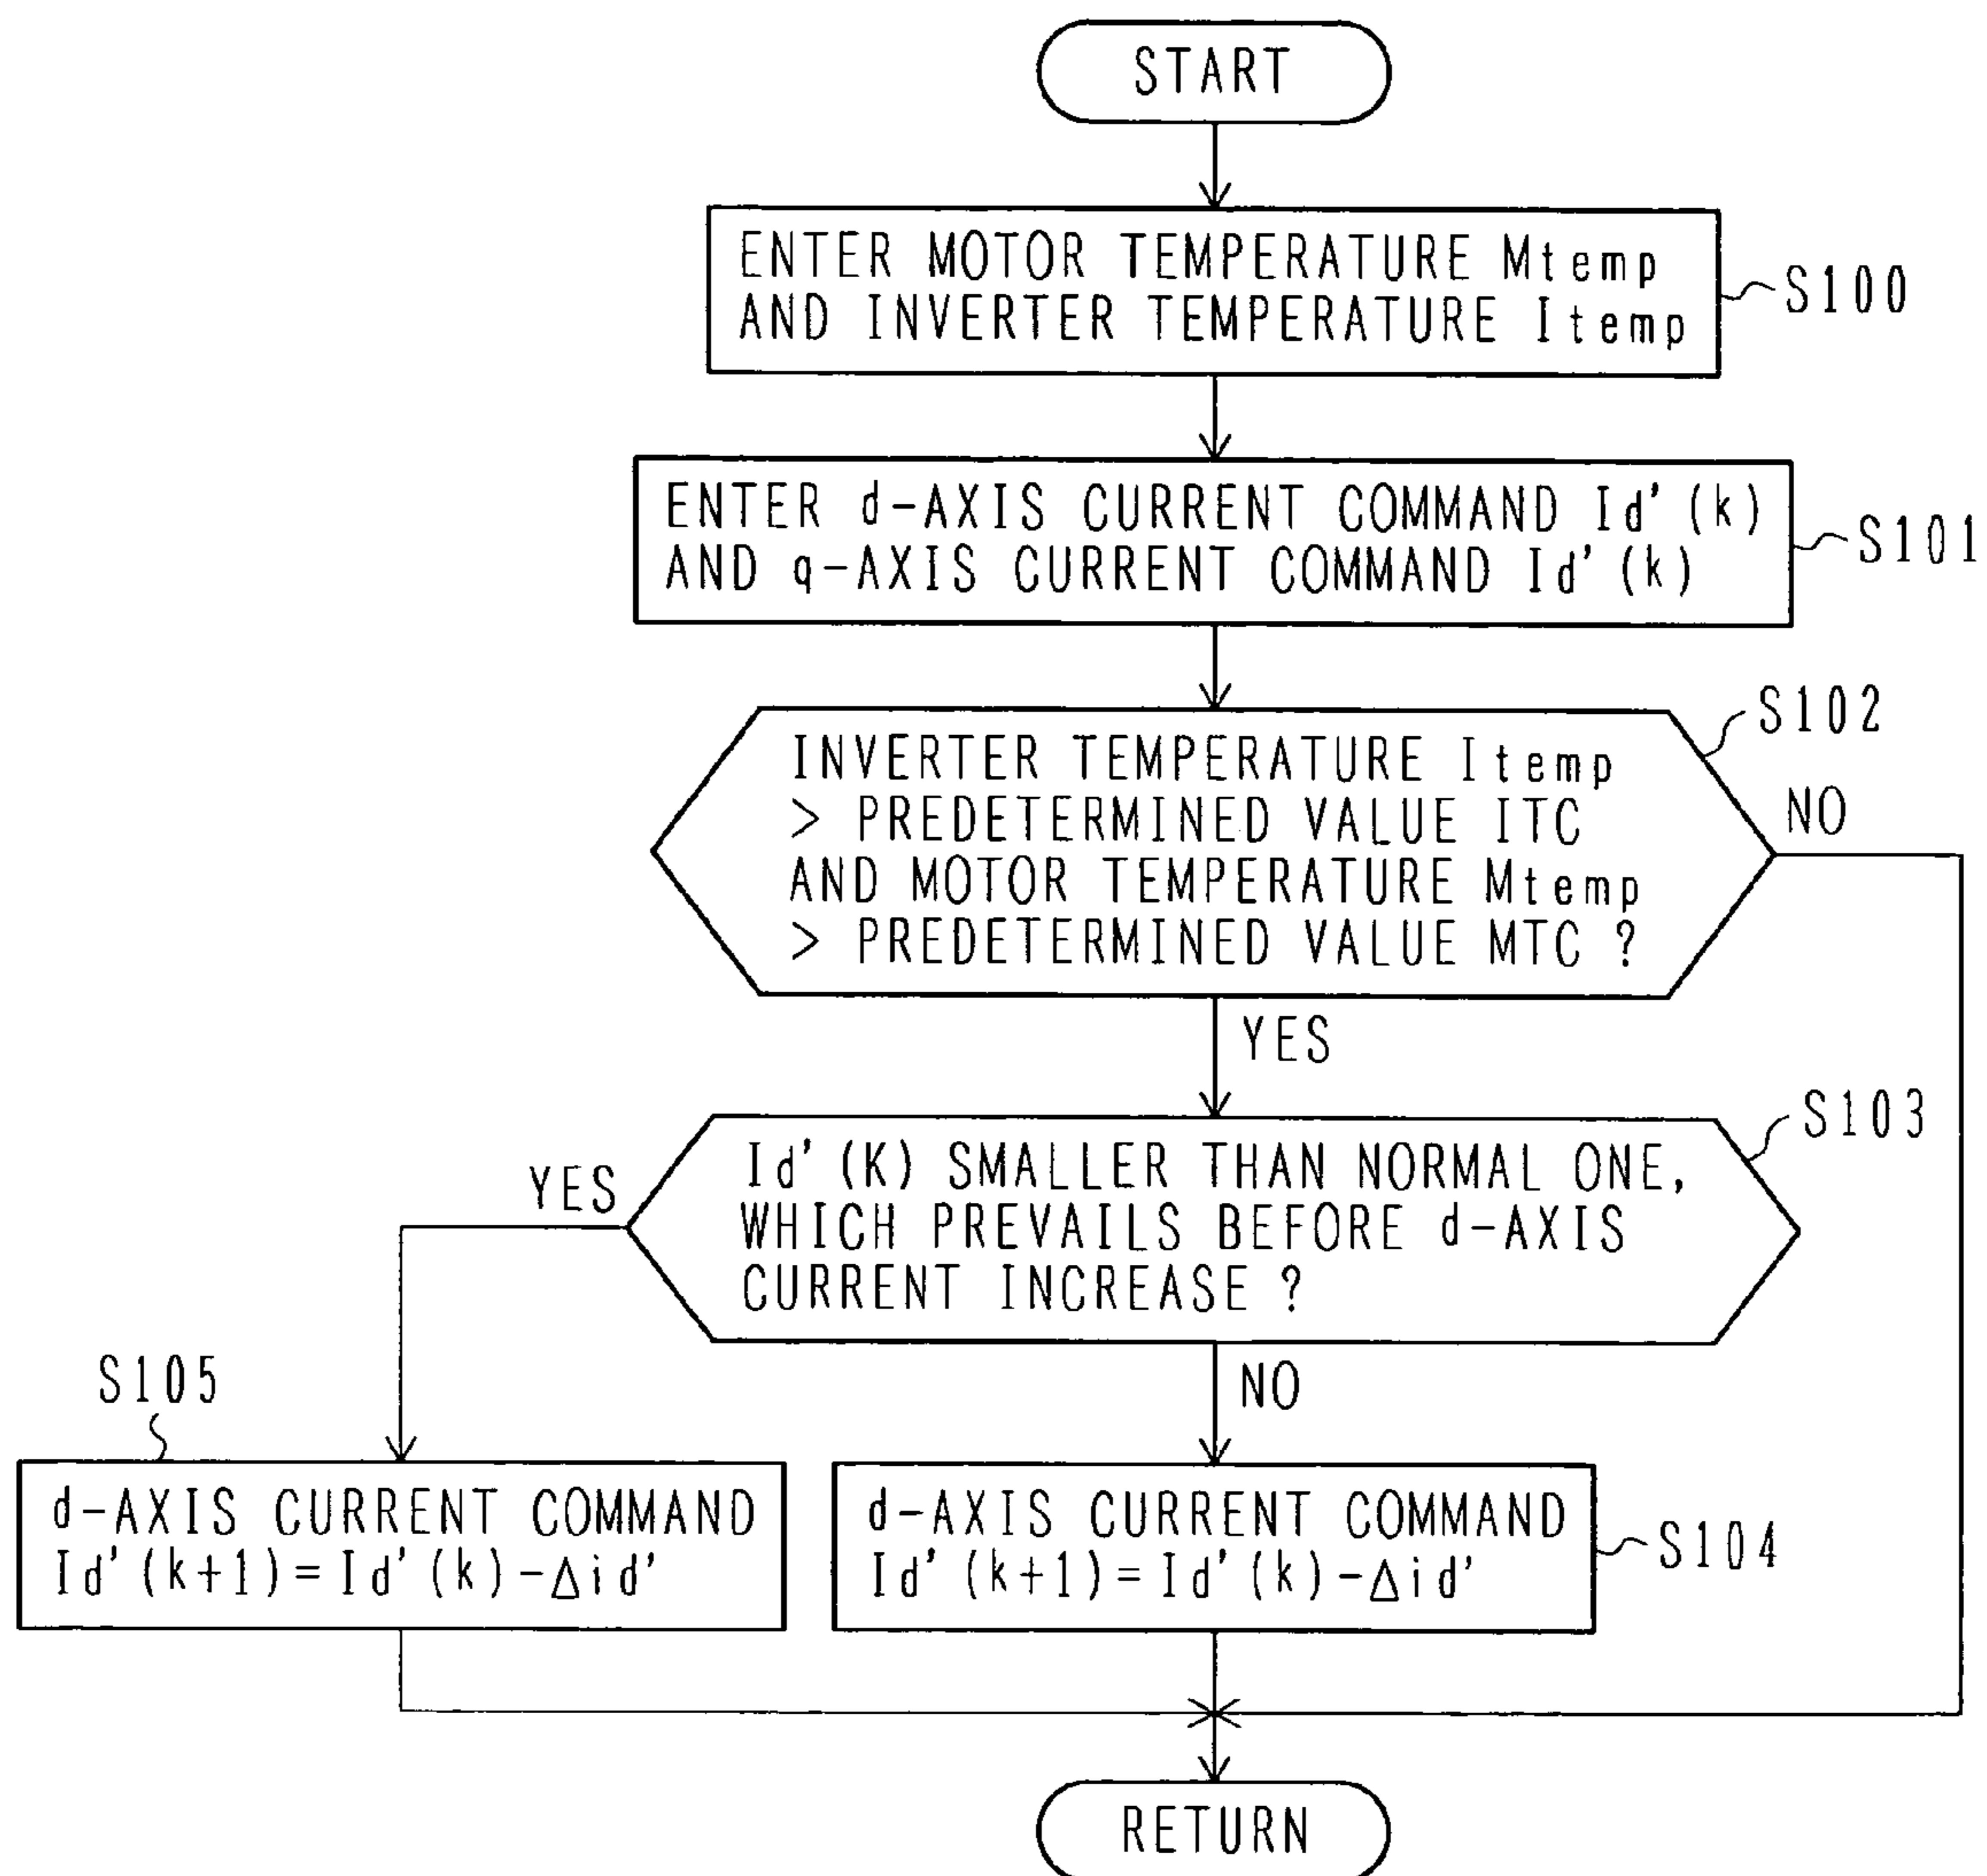 START
ENTER MOTOR TEMPERATURE Mtemp
AND INVERTER TEMPERATURE Itemp
S100
ENTER d-AXIS CURRENT COMMAND Id'(k)
AND q-AXIS CURRENT COMMAND Id'(k)
S101
S102
INVERTER TEMPERATURE Itemp
> PREDETERMINED VALUE ITC
AND MOTOR TEMPERATURE Mtemp
> PREDETERMINED VALUE MTC ?
NO
YES
S103
Id'(K) SMALLER THAN NORMAL ONE,
WHICH PREVAILS BEFORE d-AXIS
CURRENT INCREASE ?
YES
NO
S105
d-AXIS CURRENT COMMAND
Id'(k+1)=Id'(k)-Δid'
d-AXIS CURRENT COMMAND
Id'(k+1)=Id'(k)-Δid'
S104
RETURN